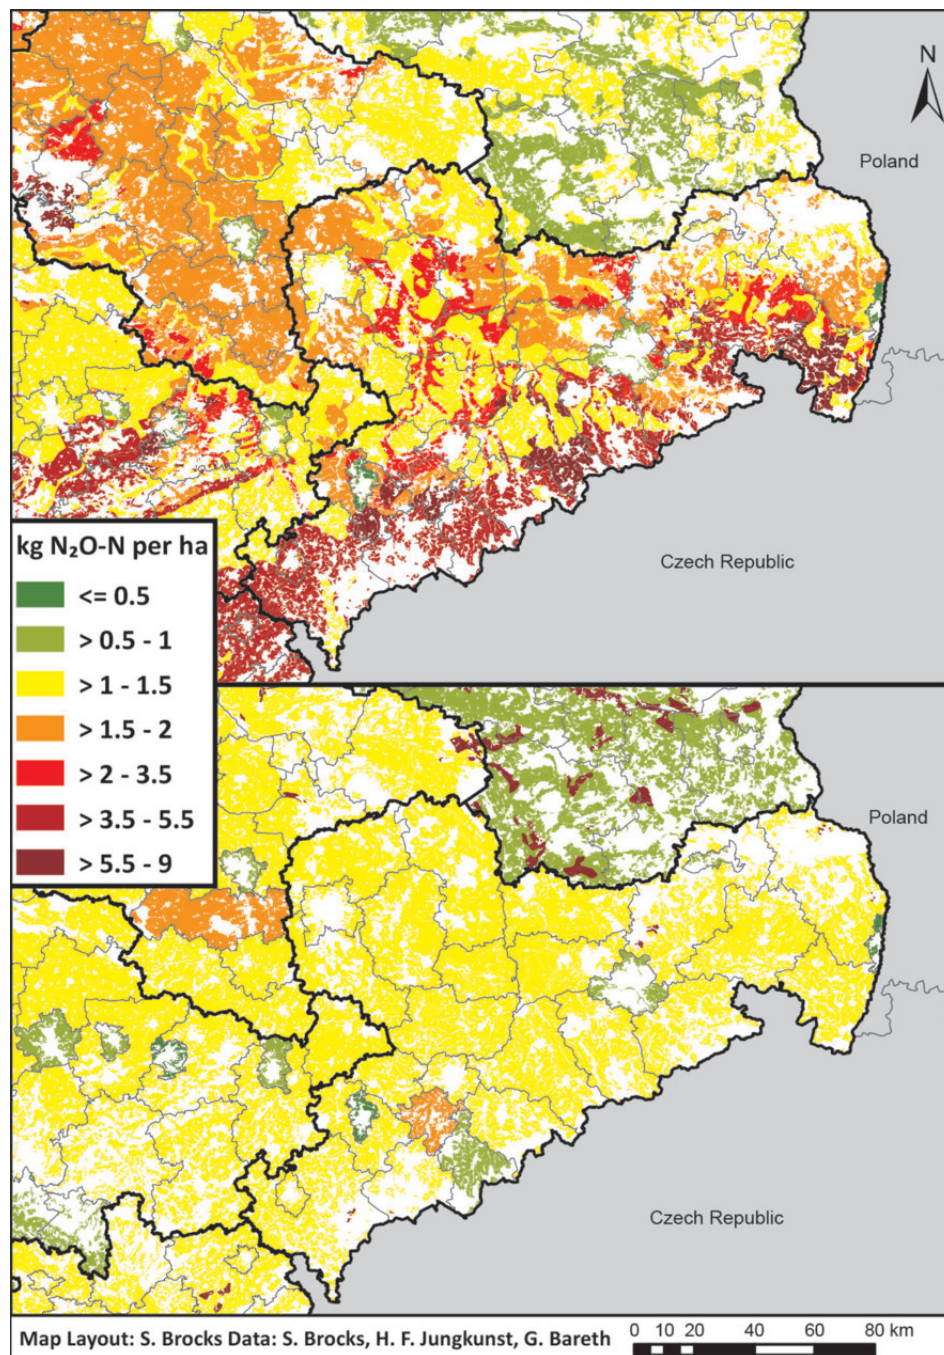 N
Poland
Czech Republic
kg N₂O-N per ha
<= 0.5
> 0.5 - 1
> 1 - 1.5
> 1.5 - 2
> 2 - 3.5
> 3.5 - 5.5
> 5.5 - 9
Poland
Czech Republic
Map Layout: S. Brocks Data: S. Brocks, H. F. Jungkunst, G. Bareth
0 10 20 40 60 80 km